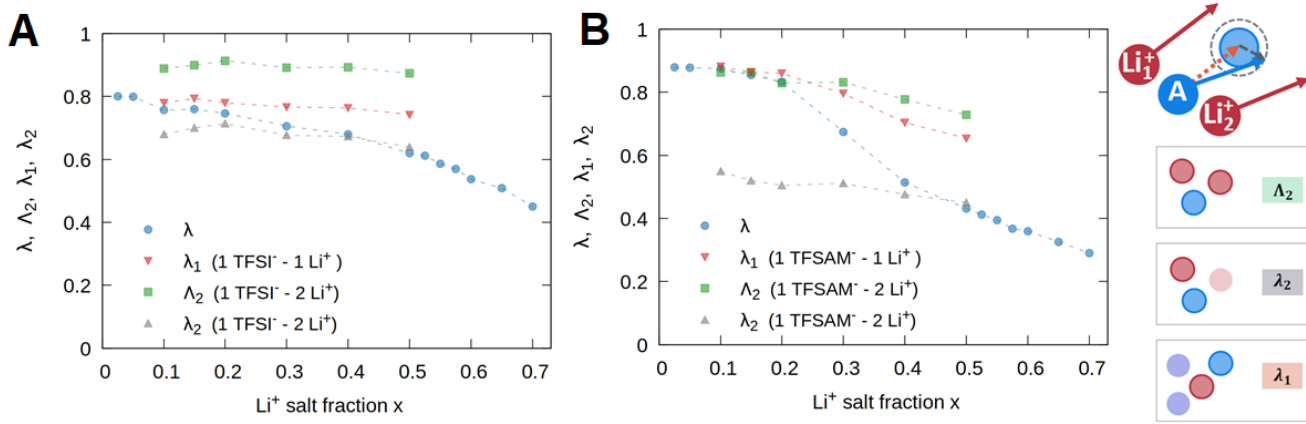 A
λ, Λ₂, λ₁, λ₂
1
0.8
0.6
0.4
0.2
0
λ
λ₁ (1 TFSI⁻ - 1 Li⁺ )
Λ₂ (1 TFSI⁻ - 2 Li⁺)
λ₂ (1 TFSI⁻ - 2 Li⁺)
0 0.1 0.2 0.3 0.4 0.5 0.6 0.7
Li⁺ salt fraction x
B
λ, Λ₂, λ₁, λ₂
1
0.8
0.6
0.4
0.2
0
λ
λ₁ (1 TFSAM⁻ - 1 Li⁺)
Λ₂ (1 TFSAM⁻ - 2 Li⁺)
λ₂ (1 TFSAM⁻ - 2 Li⁺)
0 0.1 0.2 0.3 0.4 0.5 0.6 0.7
Li⁺ salt fraction x
Li₁⁺
A
Li₂⁺
Λ₂
λ₂
λ₁